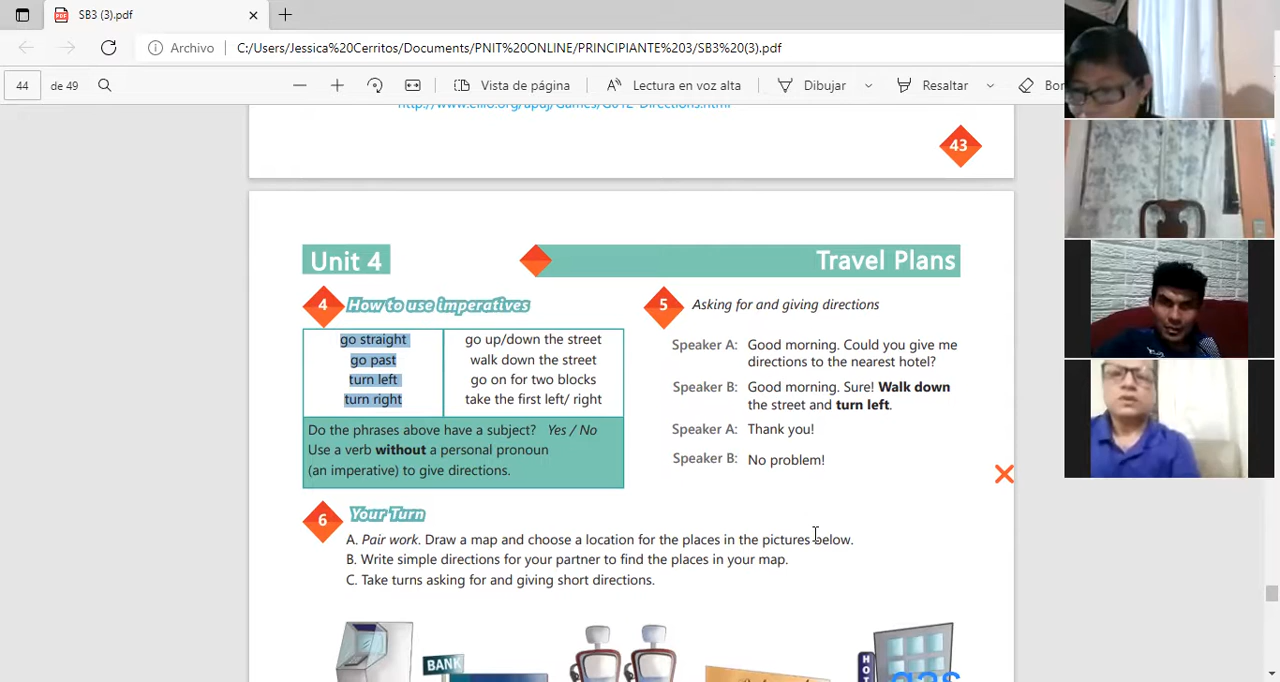 SB3 (3).pdf
Archivo
C:/Users/Jessica%20Cerritos/Documents/PNIT%20ONLINE/PRINCIPIANTE%203/SB3%20(3).pdf
44 de 49
Vista de página
Lectura en voz alta
Dibujar
Resaltar
43
Unit 4
Travel Plans
4 How to use imperatives
go straight
go past
turn left
turn right
go up/down the street
walk down the street
go on for two blocks
take the first left/ right
Do the phrases above have a subject? Yes / No
Use a verb without a personal pronoun
(an imperative) to give directions.
5 Asking for and giving directions
Speaker A: Good morning. Could you give me
directions to the nearest hotel?
Speaker B: Good morning. Sure! Walk down
the street and turn left.
Speaker A: Thank you!
Speaker B: No problem!
6 Your Turn
A. Pair work. Draw a map and choose a location for the places in the pictures below.
B. Write simple directions for your partner to find the places in your map.
C. Take turns asking for and giving short directions.
BANK